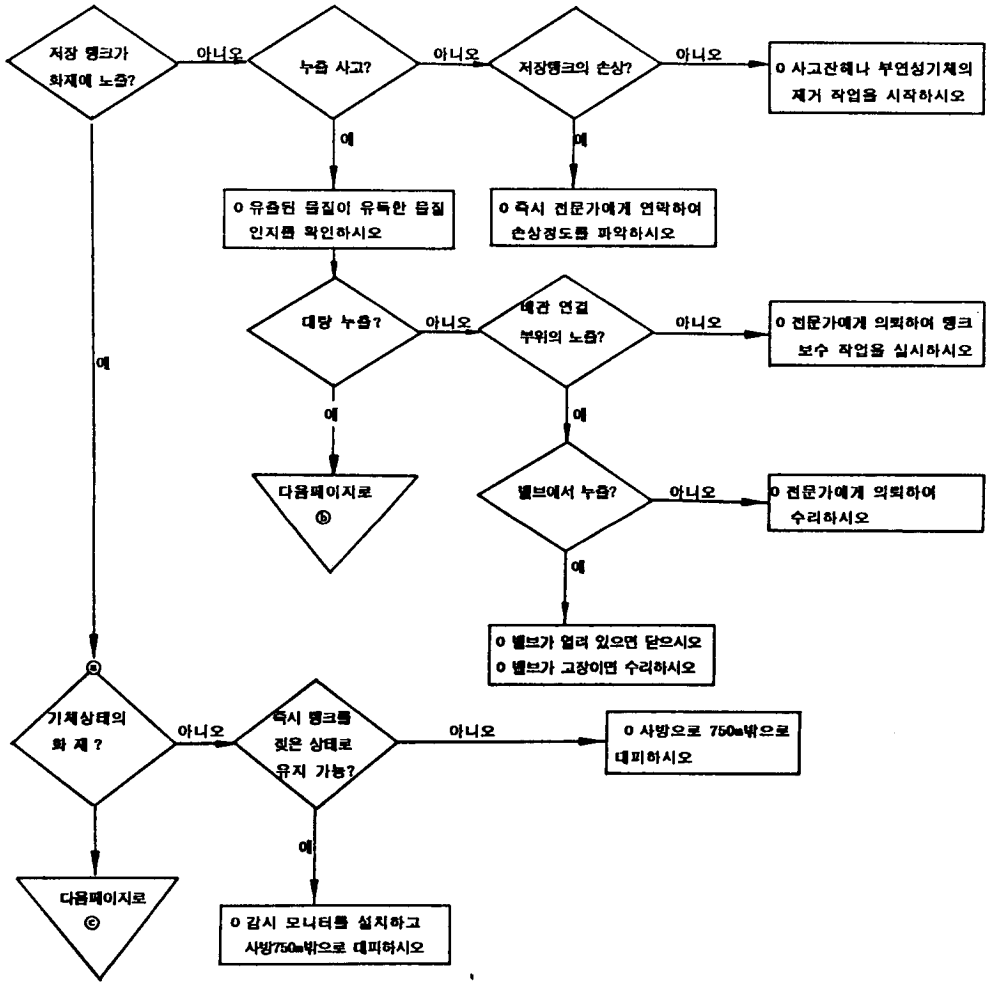 저장 탱크가
화재에 노출?
아니오
누출 사고?
아니오
저장탱크의 손상?
아니오
O 사고잔해나 부연성기체의
제거 작업을 시작하시오
예
예
O 유출된 물질이 유독한 물질
인지를 확인하시오
O 즉시 전문가에게 연락하여
손상정도를 파악하시오
대량 누출?
아니오
배관 연결
부위의 노출?
아니오
O 전문가에게 의뢰하여 탱크
보수 작업을 실시하시오
예
예
예
다음페이지로
ⓑ
밸브에서 누출?
아니오
O 전문가에게 의뢰하여
수리하시오
예
O 밸브가 열려 있으면 닫으시오
O 밸브가 고장이면 수리하시오
ⓐ
기체상태의
화 재 ?
아니오
즉시 탱크를
젖은 상태로
유지 가능?
아니오
O 사방으로 750m밖으로
대피하시오
예
다음페이지로
ⓒ
O 감시 모니터를 설치하고
사방750m밖으로 대피하시오